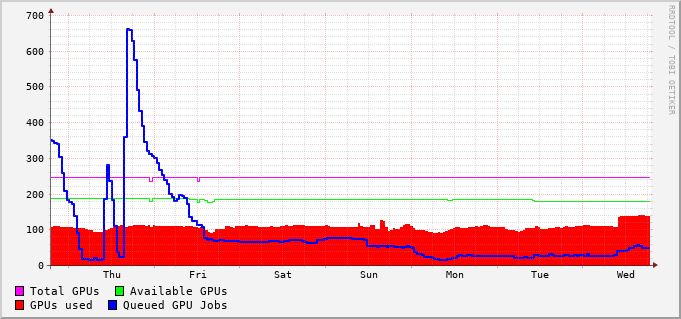 700
600
500
400
300
200
100
0
Thu Fri Sat Sun Mon Tue Wed
Total GPUs Available GPUs
GPUs used Queued GPU Jobs
RRDTOOL / TOBI OETIKER